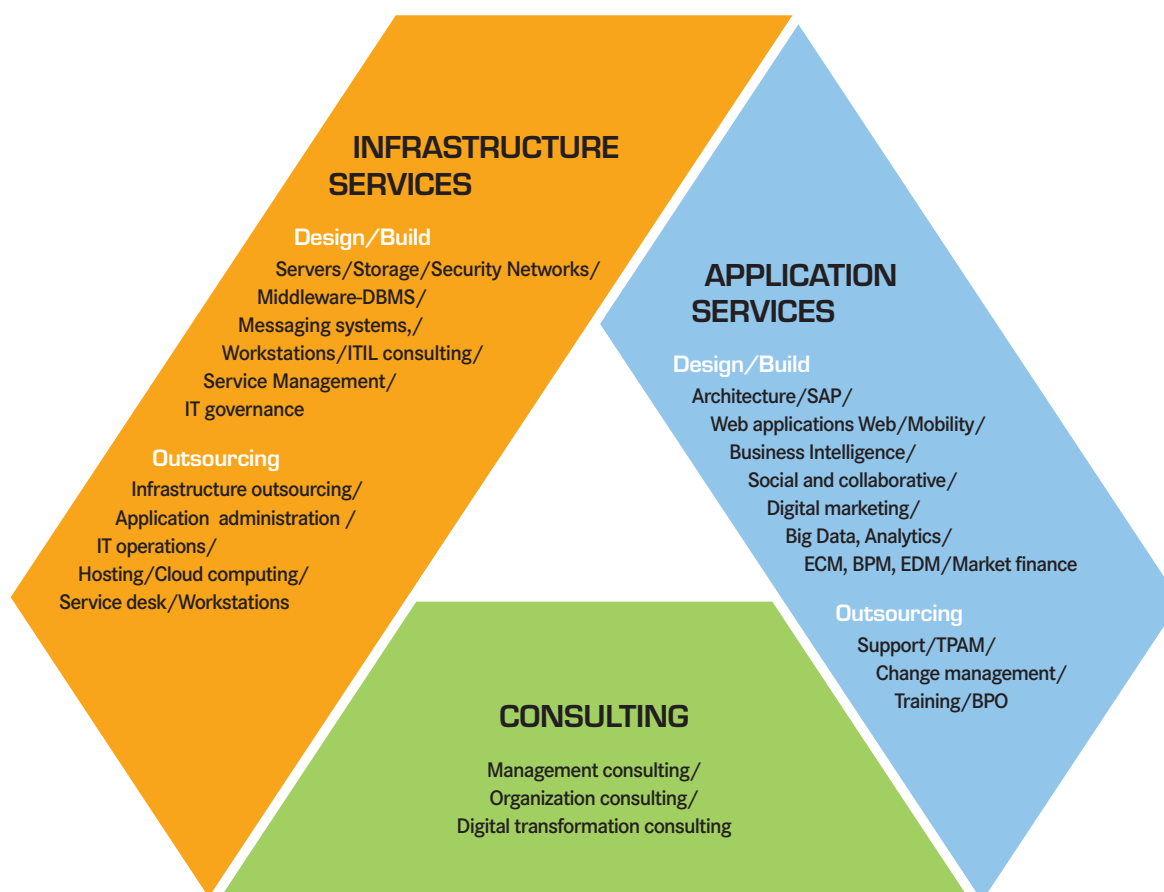 INFRASTRUCTURE
SERVICES
Design/Build
Servers/Storage/Security Networks/
Middleware-DBMS/
Messaging systems,/
Workstations/ITIL consulting/
Service Management/
IT governance
Outsourcing
Infrastructure outsourcing/
Application administration /
IT operations/
Hosting/Cloud computing/
Service desk/Workstations
APPLICATION
SERVICES
Design/Build
Architecture/SAP/
Web applications Web/Mobility/
Business Intelligence/
Social and collaborative/
Digital marketing/
Big Data, Analytics/
ECM, BPM, EDM/Market finance
Outsourcing
Support/TPAM/
Change management/
Training/BPO
CONSULTING
Management consulting/
Organization consulting/
Digital transformation consulting